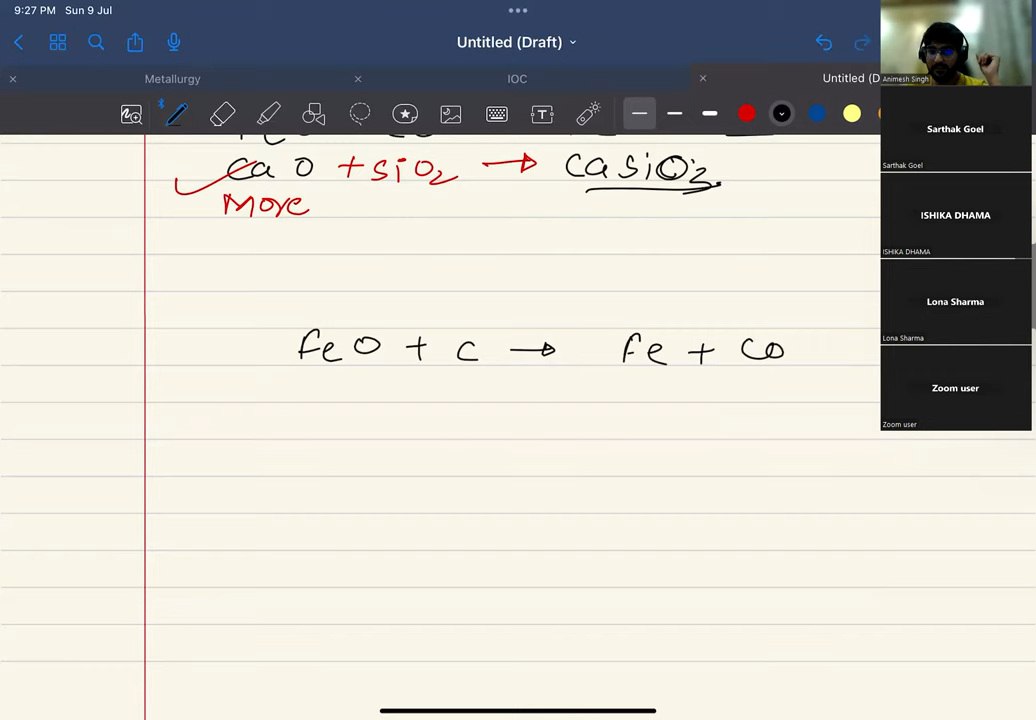 9:27 PM Sun 9 Jul
Untitled (Draft)
Metallurgy
IOC
Untitled (D
CaO + SiO2 → CaSiO3
More
FeO + C → Fe + CO
Animesh Singh
Sarthak Goel
Sarthak Goel
ISHIKA DHAMA
ISHIKA DHAMA
Lona Sharma
Lona Sharma
Zoom user
Zoom user